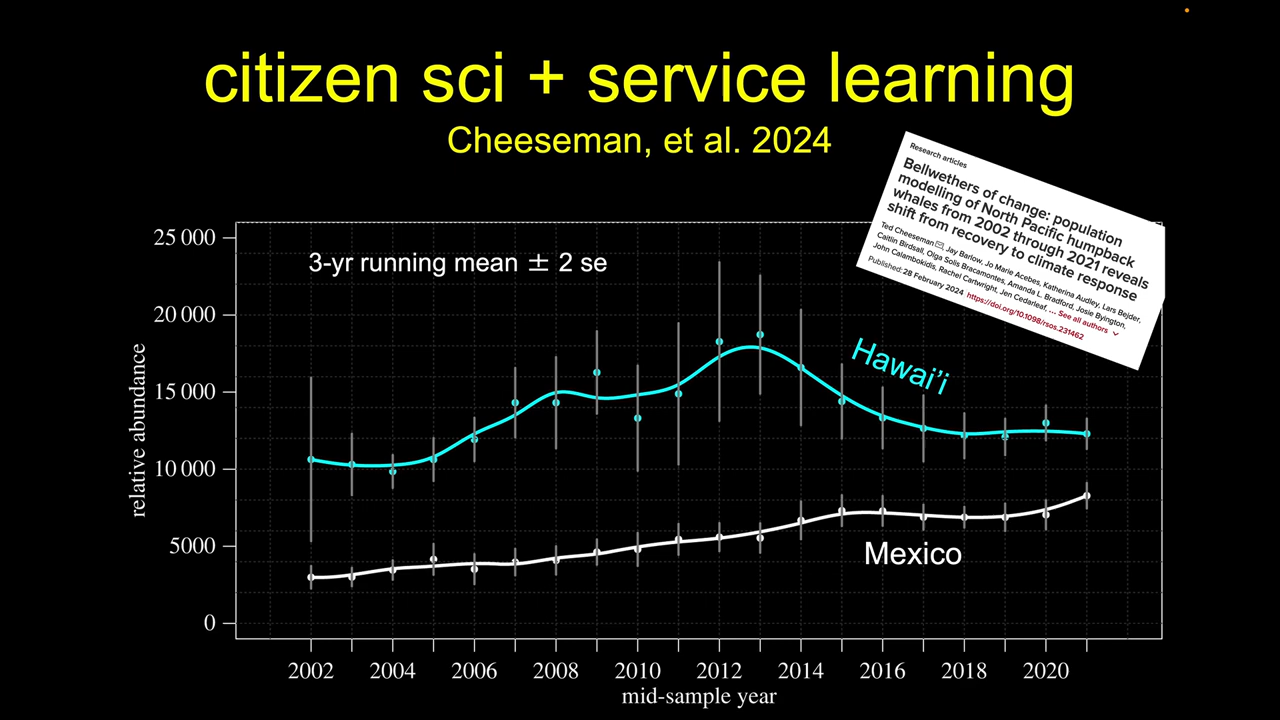 citizen sci + service learning
Cheeseman, et al. 2024
Research articles
Bellwethers of change: population
modelling of North Pacific humpback
whales from 2002 through 2021 reveals
shift from recovery to climate response
Ted Cheeseman, Jay Barlow, Jo Marie Acebes, Katherina Audley, Lars Bejder,
Caitlin Birdsall, Olga Solis Bracamontes, Amanda L. Bradford, Josie Byington,
John Calambokidis, Rachel Cartwright, Jen Cedarleaf, ... See all authors
Published: 28 February 2024 https://doi.org/10.1098/rsos.231462
3-yr running mean ± 2 se
25 000
20 000
15 000
10 000
5000
0
relative abundance
Hawai’i
Mexico
2002 2004 2006 2008 2010 2012 2014 2016 2018 2020
mid-sample year